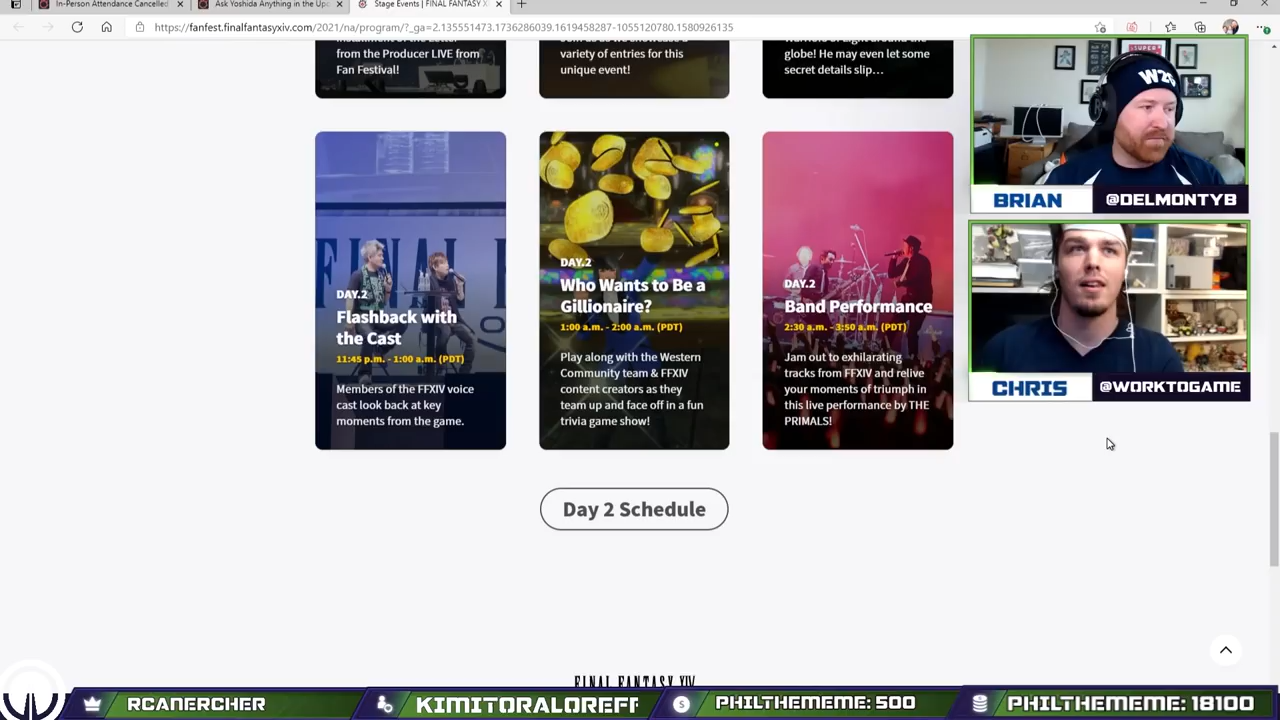 In-Person Attendance Cancelled
Ask Yoshida Anything in the Upc
Stage Events | FINAL FANTASY X
https://fanfest.finalfantasyxiv.com/2021/na/program/?_ga=2.135551473.1736286039.1619458287-1055120780.1580926135
from the Producer LIVE from
Fan Festival!
variety of entries for this
unique event!
globe! He may even let some
secret details slip…
DAY.2
Flashback with
the Cast
11:45 p.m. - 1:00 a.m. (PDT)
Members of the FFXIV voice
cast look back at key
moments from the game.
DAY.2
Who Wants to Be a
Gillionaire?
1:00 a.m. - 2:00 a.m. (PDT)
Play along with the Western
Community team & FFXIV
content creators as they
team up and face off in a fun
trivia game show!
DAY.2
Band Performance
2:30 a.m. - 3:50 a.m. (PDT)
Jam out to exhilarating
tracks from FFXIV and relive
your moments of triumph in
this live performance by THE
PRIMALS!
W2G
BRIAN
@DELMONTYB
CHRIS
@WORKTOGAME
Day 2 Schedule
FINAL FANTASY XIV
RCANERCHER
KIMITORALOREFF
PHILTHEMEME: 500
PHILTHEMEME: 18100